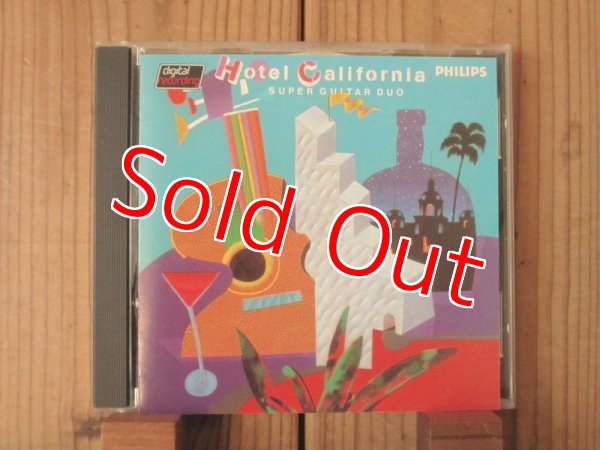 digital
recording
Hotel California
PHILIPS
SUPER GUITAR DUO
Sold Out